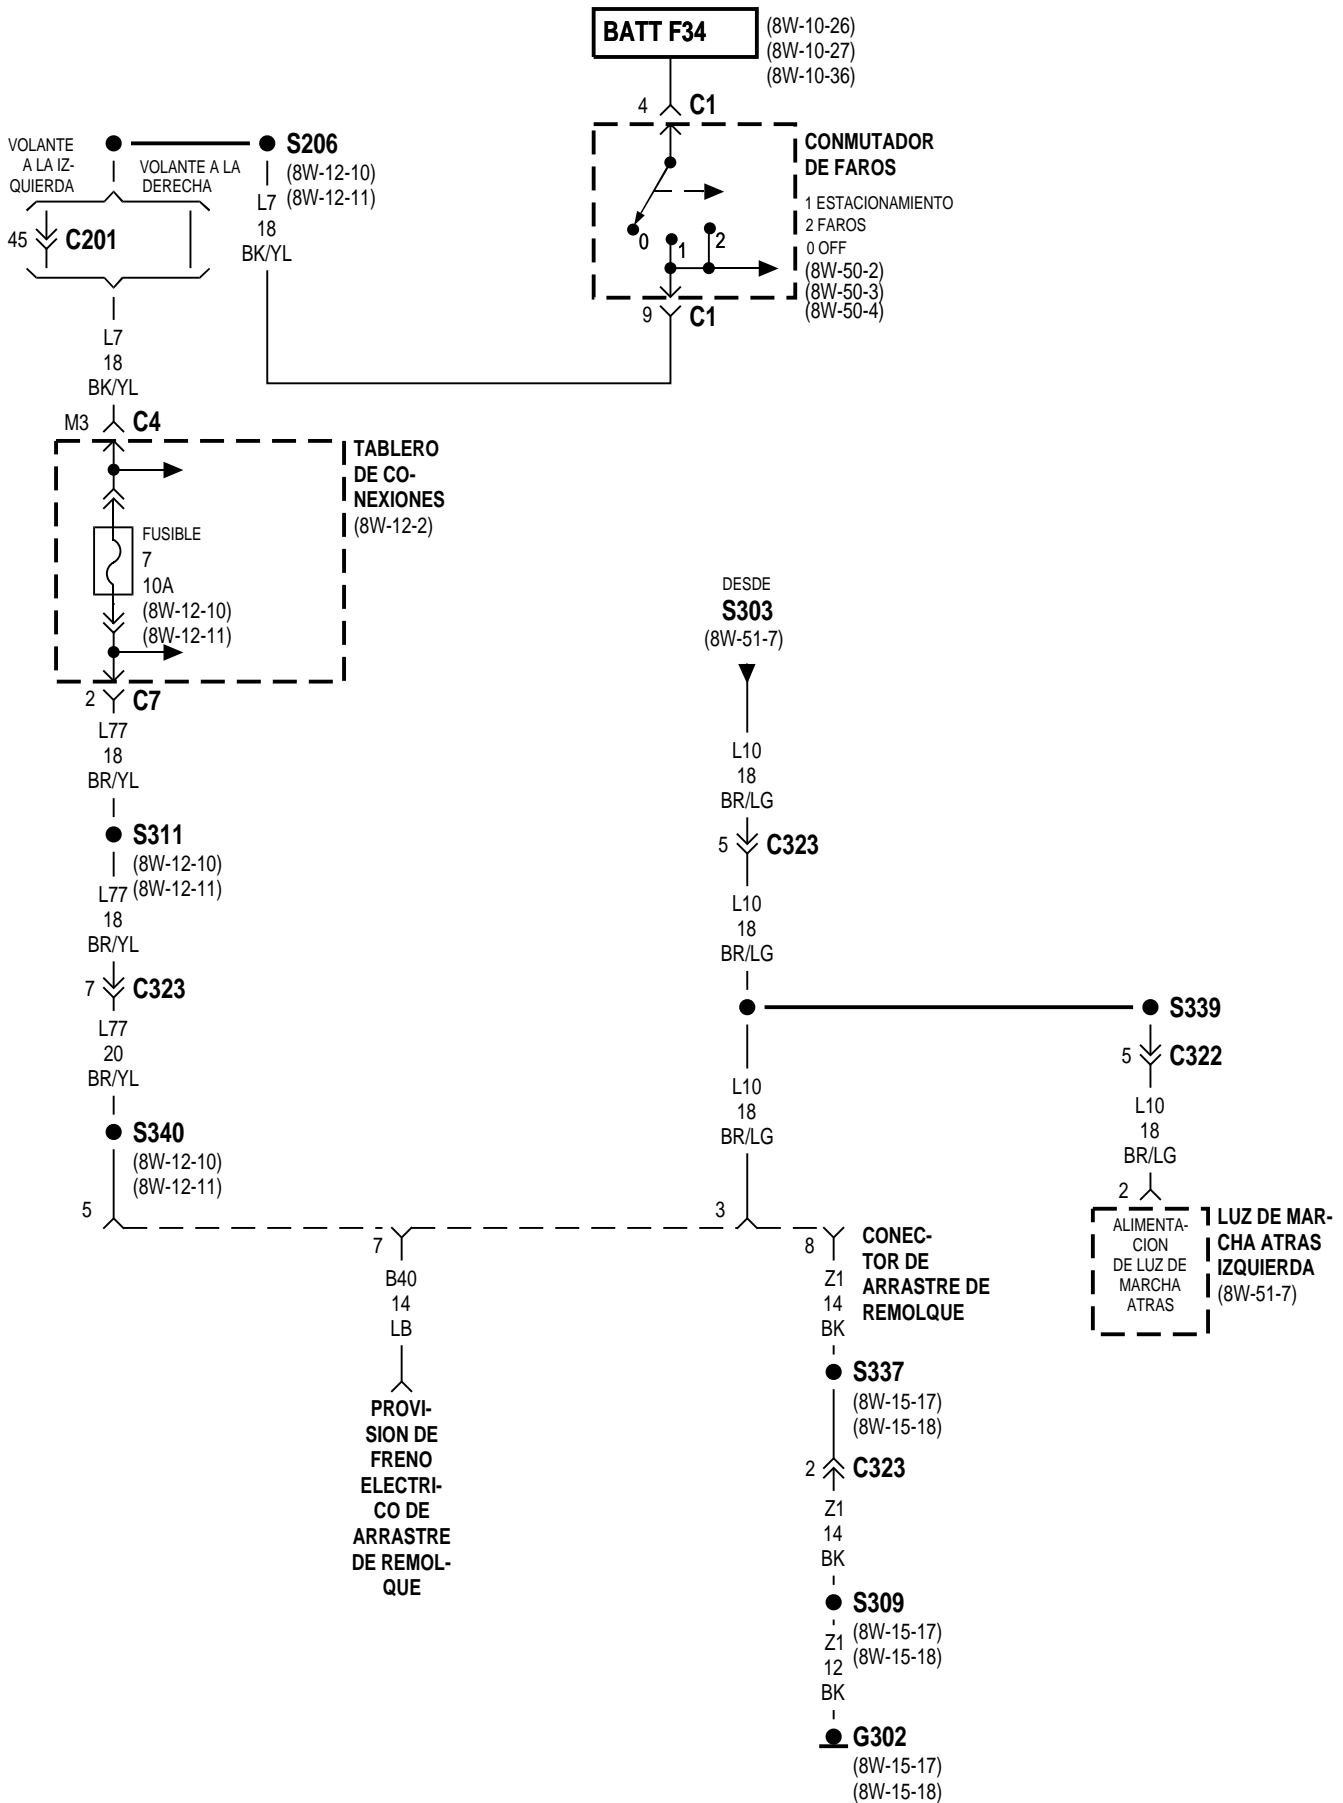 BATT F34
(8W-10-26)
(8W-10-27)
(8W-10-36)
4
C1
CONMUTADOR
DE FAROS
1 ESTACIONAMIENTO
2 FAROS
0 OFF
(8W-50-2)
(8W-50-3)
(8W-50-4)
0
1
2
9
C1
VOLANTE
A LA IZ-
QUIERDA
VOLANTE A LA
DERECHA
S206
(8W-12-10)
(8W-12-11)
L7
18
BK/YL
45
C201
L7
18
BK/YL
M3
C4
TABLERO
DE CO-
NEXIONES
(8W-12-2)
FUSIBLE
7
10A
(8W-12-10)
(8W-12-11)
2
C7
L77
18
BR/YL
S311
(8W-12-10)
(8W-12-11)
L77
18
BR/YL
7
C323
L77
20
BR/YL
S340
(8W-12-10)
(8W-12-11)
5
DESDE
S303
(8W-51-7)
L10
18
BR/LG
5
C323
L10
18
BR/LG
S339
5
C322
L10
18
BR/LG
2
ALIMENTA-
CION
DE LUZ DE
MARCHA
ATRAS
LUZ DE MAR-
CHA ATRAS
IZQUIERDA
(8W-51-7)
L10
18
BR/LG
3
7
B40
14
LB
PROVI-
SION DE
FRENO
ELECTRI-
CO DE
ARRASTRE
DE REMOL-
QUE
8
CONEC-
TOR DE
ARRASTRE DE
REMOLQUE
Z1
14
BK
S337
(8W-15-17)
(8W-15-18)
2
C323
Z1
14
BK
S309
(8W-15-17)
(8W-15-18)
Z1
12
BK
G302
(8W-15-17)
(8W-15-18)